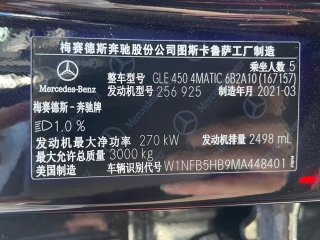 梅赛德斯奔驰股份公司图斯卡鲁萨工厂制造
乘坐人数 5
整车型号 GLE 450 4MATIC 6B2A10 (167157)
Mercedes-Benz
发动机型号 256 925 制造年月 2021-03
梅赛德斯-奔驰牌
1.0 %
发动机最大净功率 270 kW 发动机排量 2498 mL
最大允许总质量 3000 kg
美国制造 车辆识别代号 W1NFB5HB9MA448401